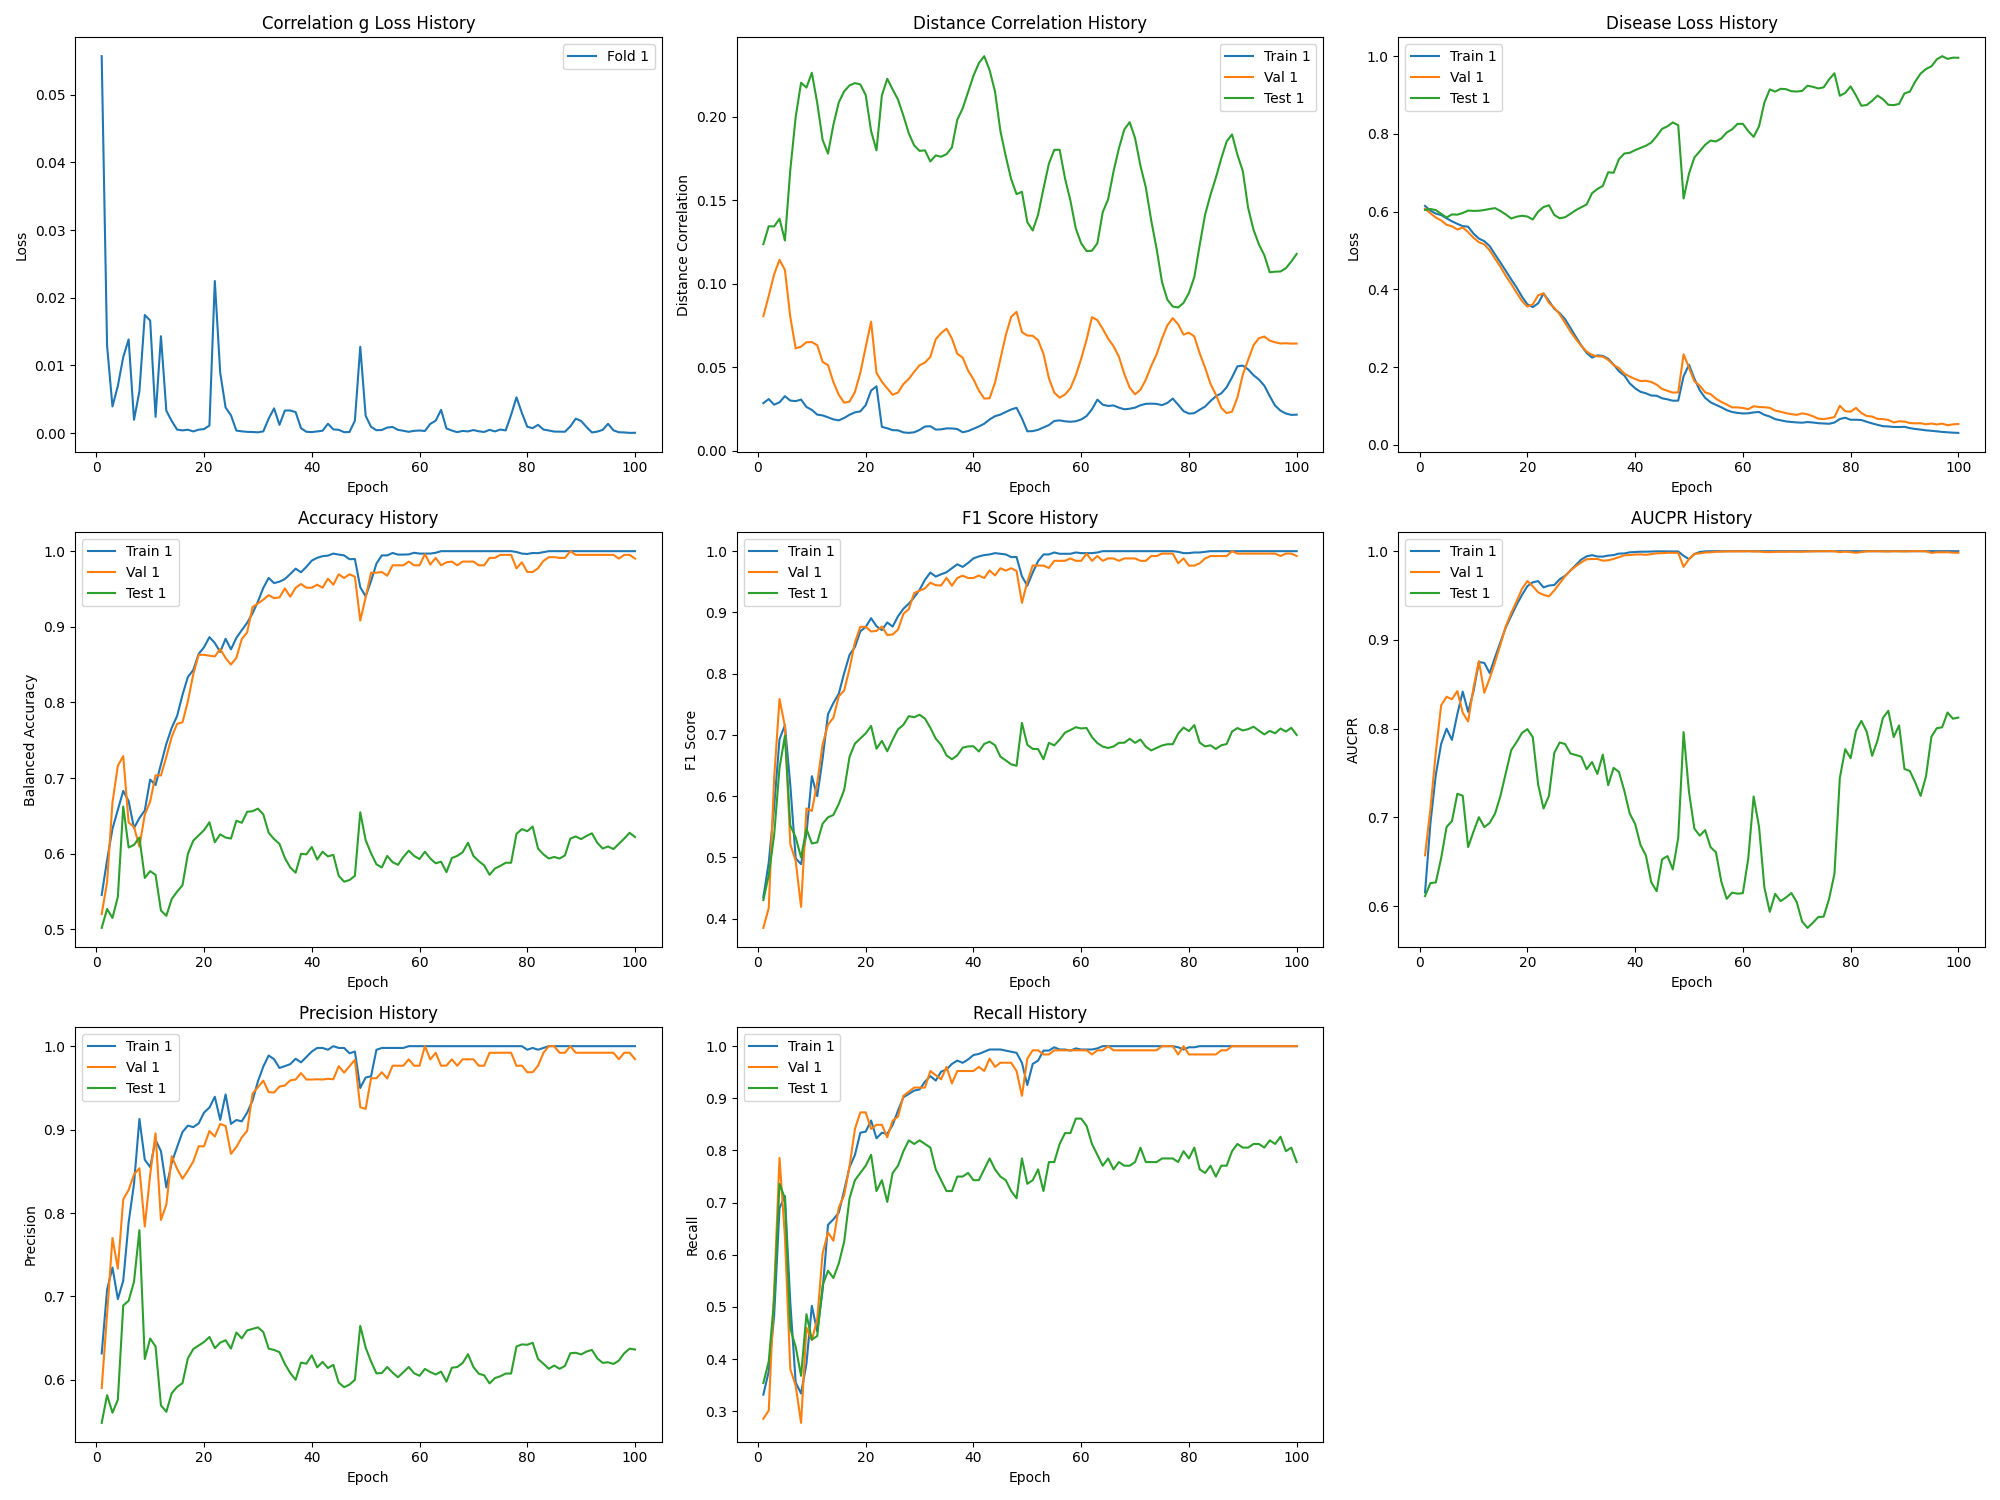 Correlation g Loss History
Loss
0.05
0.04
0.03
0.02
0.01
0.00
Fold 1
0 20 40 60 80 100
Epoch
Distance Correlation History
Distance Correlation
0.20
0.15
0.10
0.05
0.00
Train 1
Val 1
Test 1
0 20 40 60 80 100
Epoch
Disease Loss History
Loss
1.0
0.8
0.6
0.4
0.2
0.0
Train 1
Val 1
Test 1
0 20 40 60 80 100
Epoch
Accuracy History
Balanced Accuracy
1.0
0.9
0.8
0.7
0.6
0.5
Train 1
Val 1
Test 1
0 20 40 60 80 100
Epoch
F1 Score History
F1 Score
1.0
0.9
0.8
0.7
0.6
0.5
0.4
Train 1
Val 1
Test 1
0 20 40 60 80 100
Epoch
AUCPR History
AUCPR
1.0
0.9
0.8
0.7
0.6
Train 1
Val 1
Test 1
0 20 40 60 80 100
Epoch
Precision History
Precision
1.0
0.9
0.8
0.7
0.6
Train 1
Val 1
Test 1
0 20 40 60 80 100
Epoch
Recall History
Recall
1.0
0.9
0.8
0.7
0.6
0.5
0.4
0.3
Train 1
Val 1
Test 1
0 20 40 60 80 100
Epoch